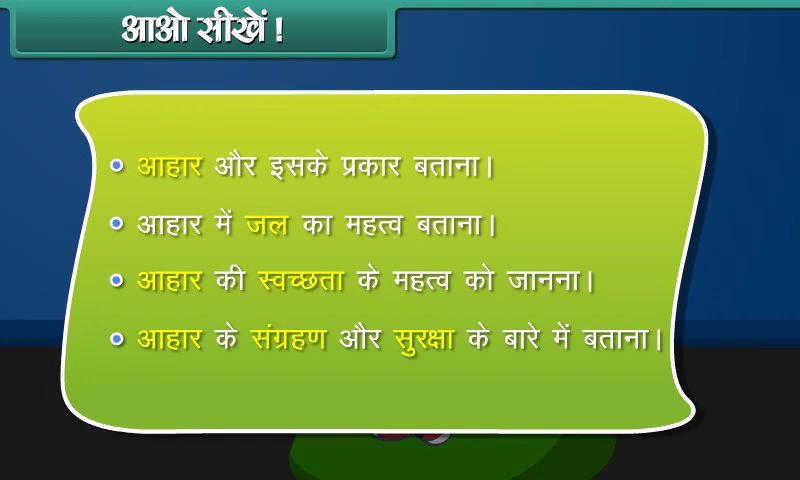 आओ सीखें!
आहार और इसके प्रकार बताना।
आहार में जल का महत्व बताना।
आहार की स्वच्छता के महत्व को जानना।
आहार के संग्रहण और सुरक्षा के बारे में बताना।